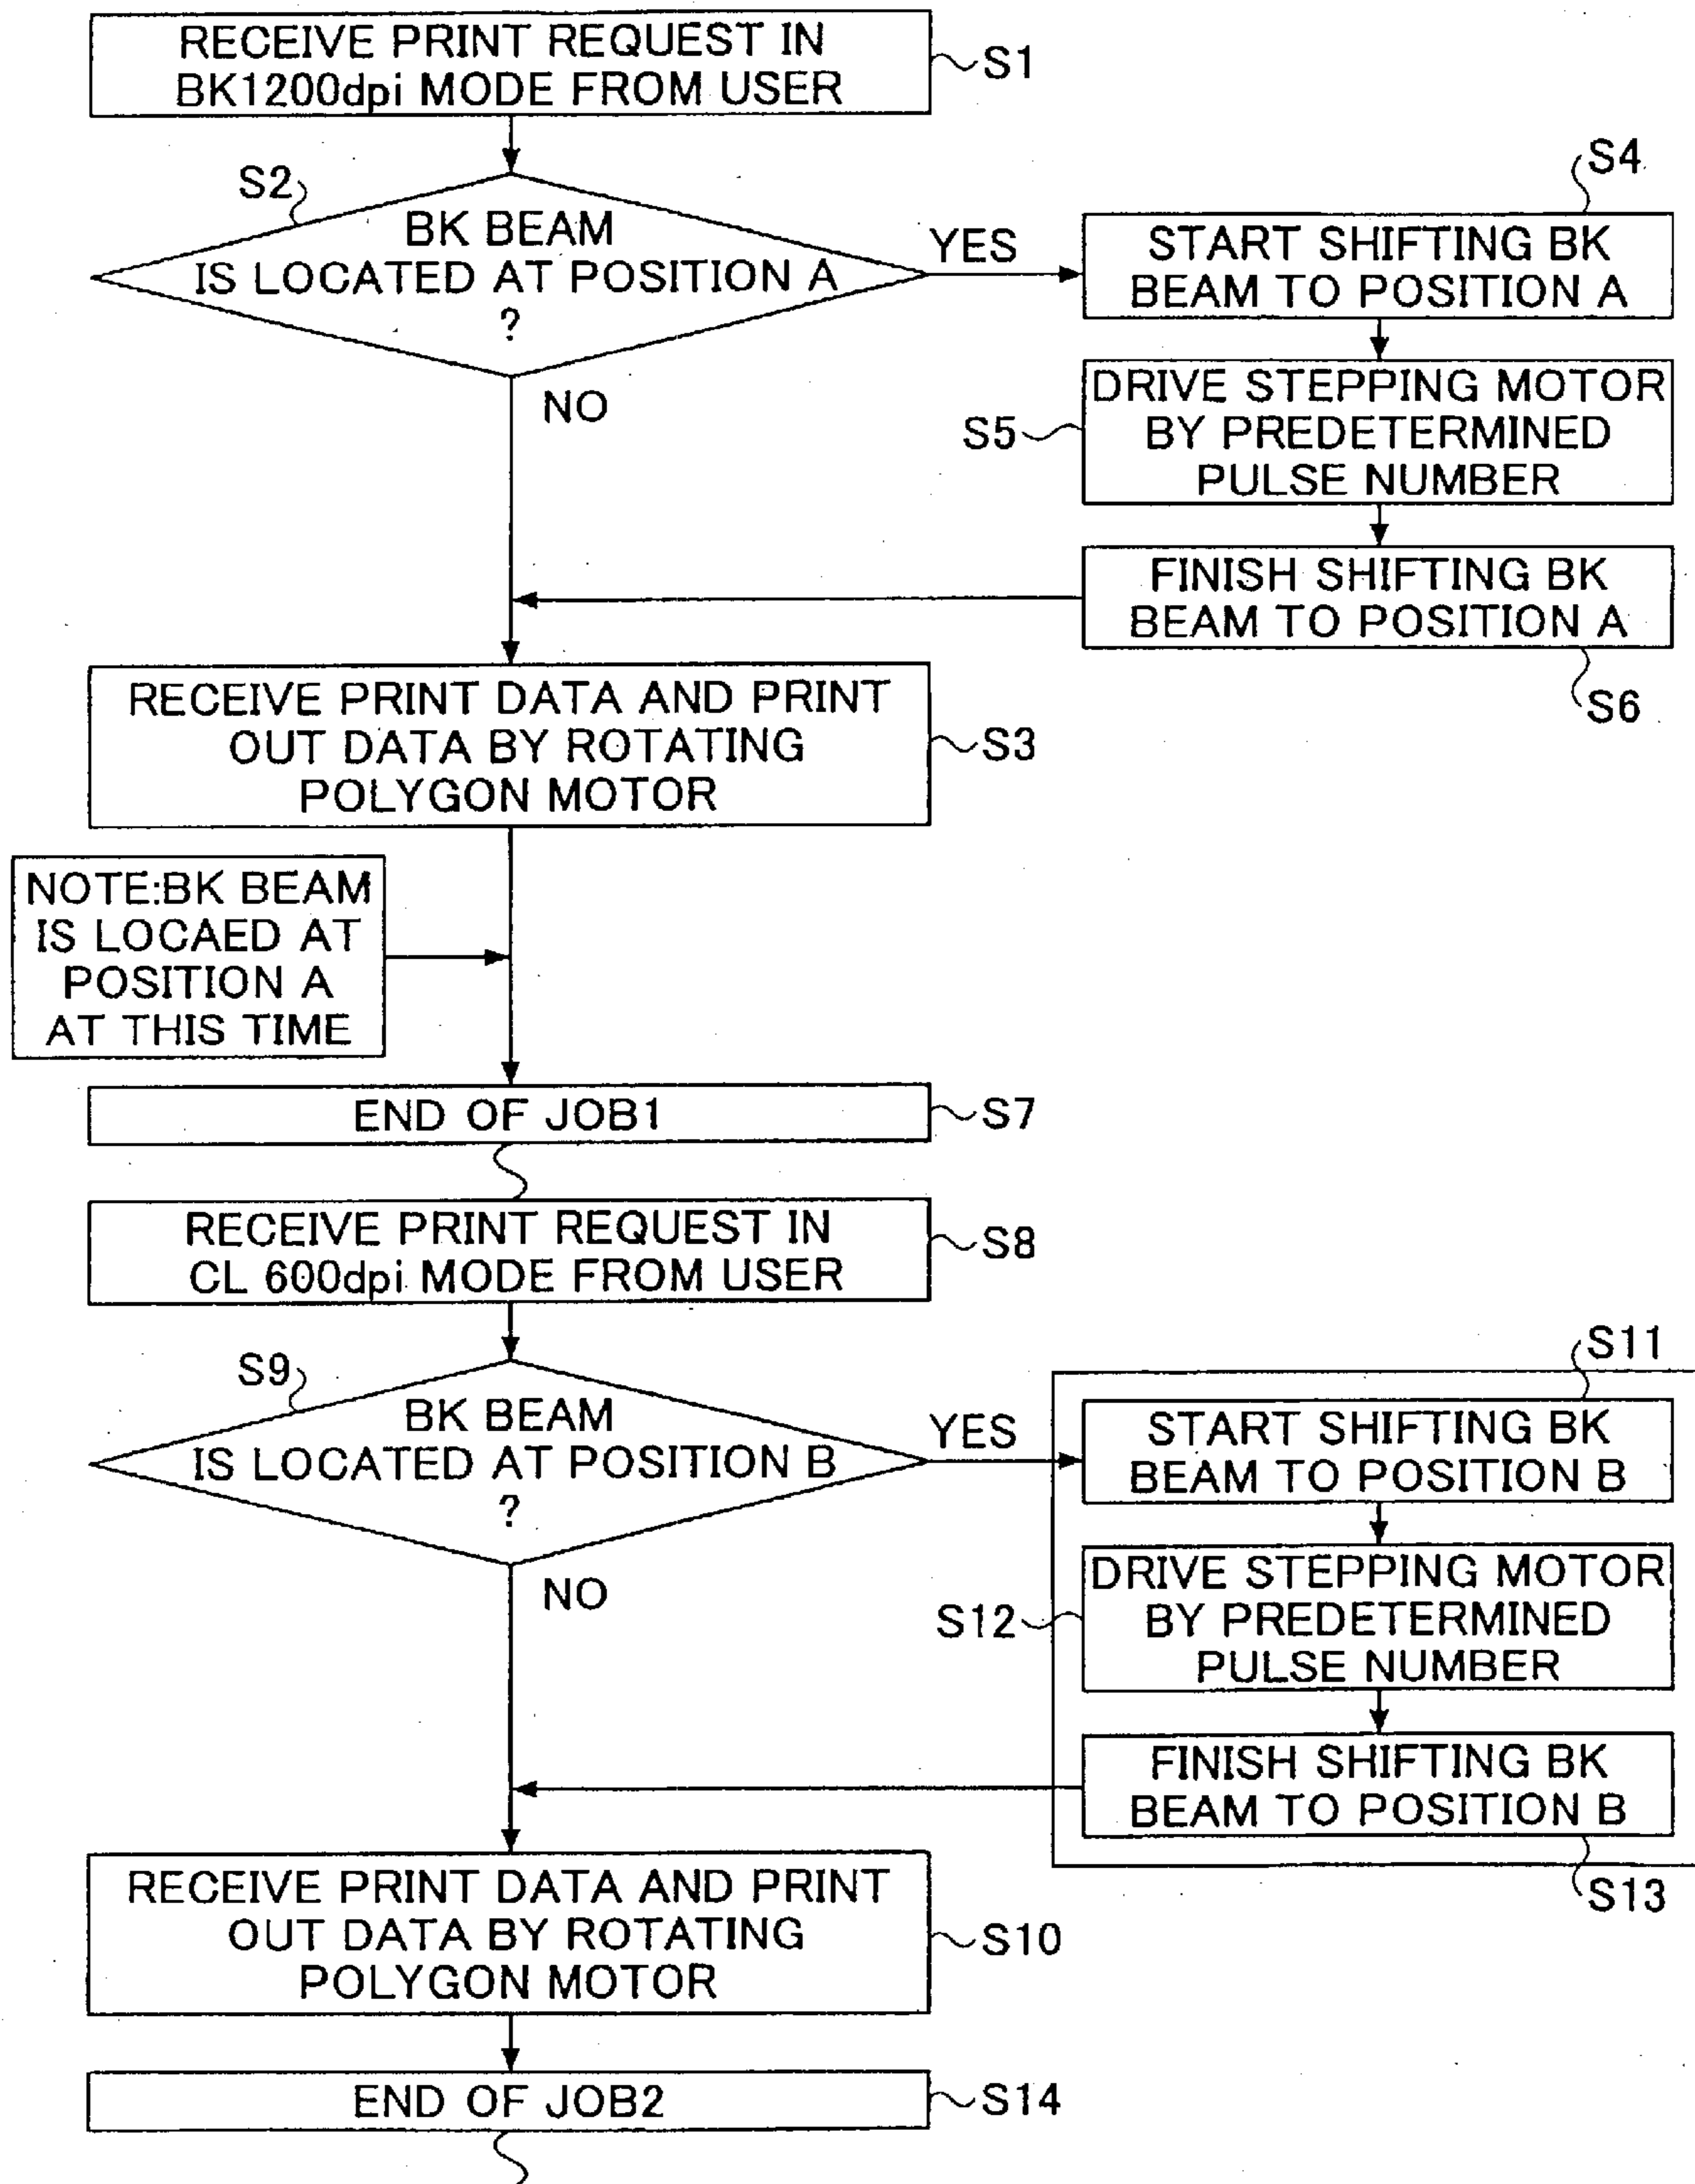 RECEIVE PRINT REQUEST IN
BK1200dpi MODE FROM USER
S1
S2
BK BEAM
IS LOCATED AT POSITION A
?
YES
NO
S4
START SHIFTING BK
BEAM TO POSITION A
S5
DRIVE STEPPING MOTOR
BY PREDETERMINED
PULSE NUMBER
FINISH SHIFTING BK
BEAM TO POSITION A
S6
RECEIVE PRINT DATA AND PRINT
OUT DATA BY ROTATING
POLYGON MOTOR
S3
NOTE:BK BEAM
IS LOCAED AT
POSITION A
AT THIS TIME
END OF JOB1
S7
RECEIVE PRINT REQUEST IN
CL 600dpi MODE FROM USER
S8
S9
BK BEAM
IS LOCATED AT POSITION B
?
YES
NO
S11
START SHIFTING BK
BEAM TO POSITION B
S12
DRIVE STEPPING MOTOR
BY PREDETERMINED
PULSE NUMBER
FINISH SHIFTING BK
BEAM TO POSITION B
S13
RECEIVE PRINT DATA AND PRINT
OUT DATA BY ROTATING
POLYGON MOTOR
S10
END OF JOB2
S14